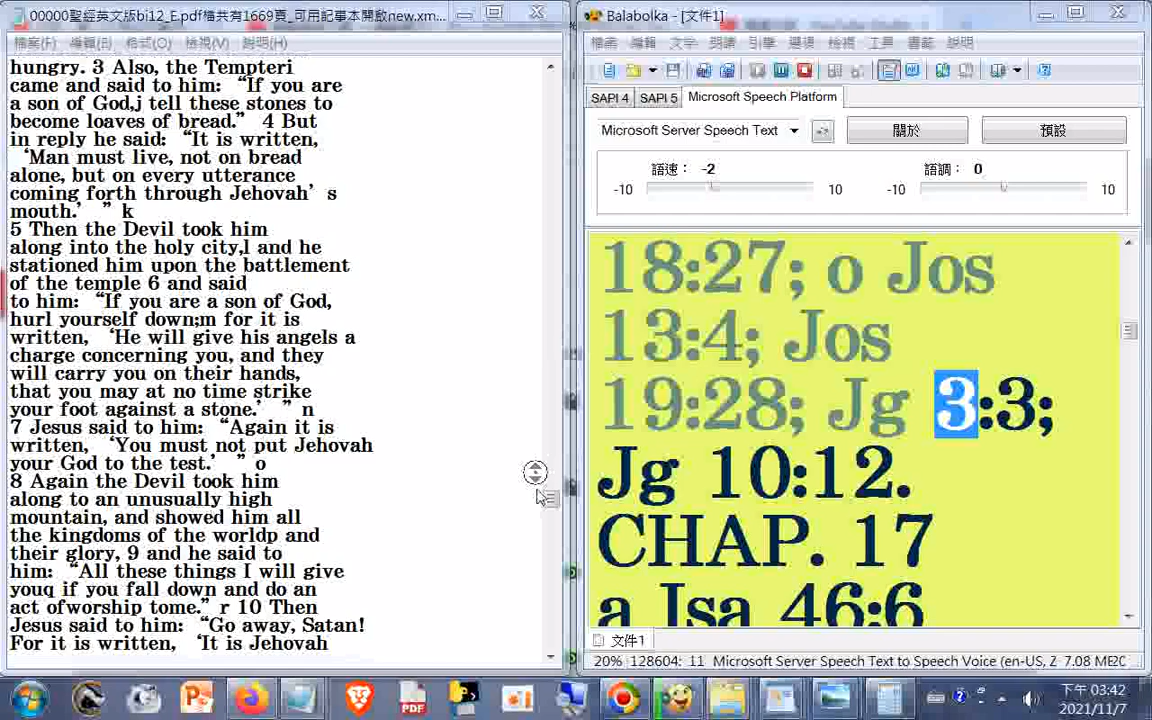 00000聖經英文版bi12_E.pdf檔共有1669頁_可用記事本開啟new.xm...
檔案(F) 編輯(E) 格式(O) 檢視(V) 說明(H)
hungry. 3 Also, the Tempteri
came and said to him: “If you are
a son of God,j tell these stones to
become loaves of bread.” 4 But
in reply he said: “It is written,
‘Man must live, not on bread
alone, but on every utterance
coming forth through Jehovah’s
mouth.’” k
5 Then the Devil took him
along into the holy city,l and he
stationed him upon the battlement
of the temple 6 and said
to him: “If you are a son of God,
hurl yourself down;m for it is
written, ‘He will give his angels a
charge concerning you, and they
will carry you on their hands,
that you may at no time strike
your foot against a stone.’” n
7 Jesus said to him: “Again it is
written, ‘You must not put Jehovah
your God to the test.’” o
8 Again the Devil took him
along to an unusually high
mountain, and showed him all
the kingdoms of the worldp and
their glory, 9 and he said to
him: “All these things I will give
youq if you fall down and do an
act ofworship tome.” r 10 Then
Jesus said to him: “Go away, Satan!
For it is written, ‘It is Jehovah
Balabolka - [文件1]
檔案 編輯 文字 朗讀 引擎 選項 檢視 工具 書籤 說明
SAPI 4 SAPI 5 Microsoft Speech Platform
Microsoft Server Speech Text 關於 預設
語速: -2 語調: 0
-10 10 -10 10
18:27; o Jos
13:4; Jos
19:28; Jg 3:3;
Jg 10:12.
CHAP. 17
a Isa 46:6
文件1
20% 128604: 11 Microsoft Server Speech Text to Speech Voice (en-US, Z 7.08 ME2C
PDF
下午 03:42
2021/11/7